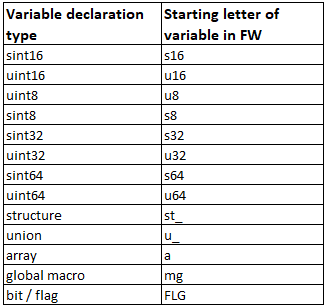 Variable declaration type Starting letter of variable in FW
sint16 s16
uint16 u16
uint8 u8
sint8 s8
sint32 s32
uint32 u32
sint64 s64
uint64 u64
structure st_
union u_
array a
global macro mg
bit / flag FLG